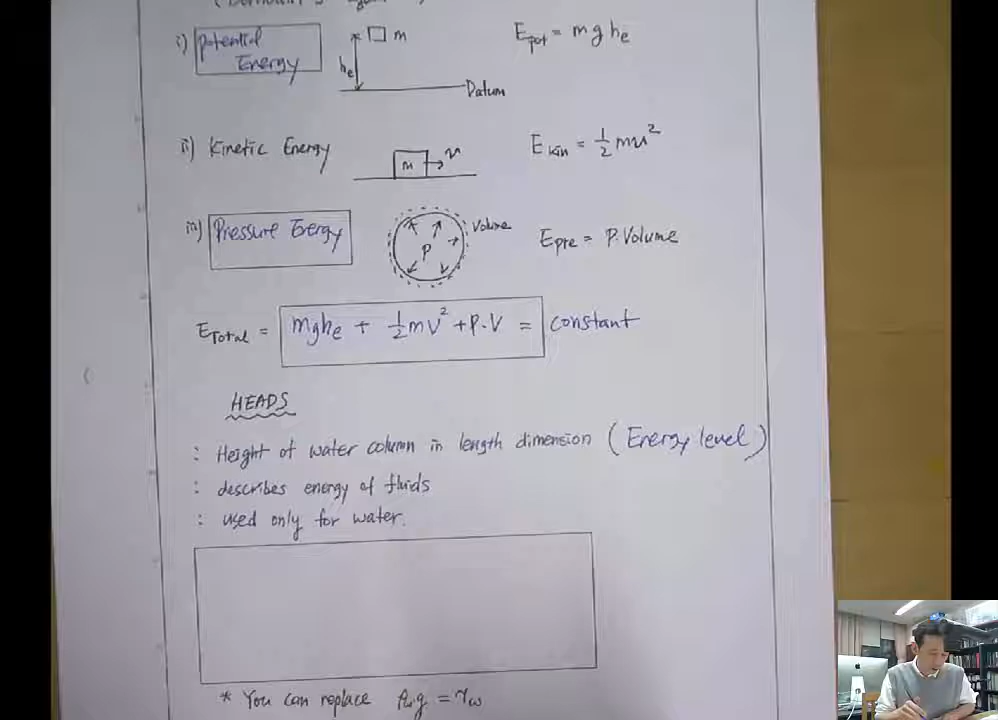 i) Potential Energy
m
he
Datum
Epot = mghe
ii) Kinetic Energy
m
v
Ekin = 1/2 mv²
iii) Pressure Energy
P
Volume
Epre = P.Volume
ETotal = mghe + 1/2 mv² + P.V = constant
HEADS
: Height of water column in length dimension (Energy level)
: describes energy of fluids
: used only for water.
* You can replace ρwg = γw